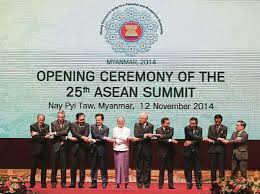 MYANMAR, 2014
OPENING CEREMONY OF THE
25th ASEAN SUMMIT
Nay Pyi Taw, Myanmar, 12 November 2014